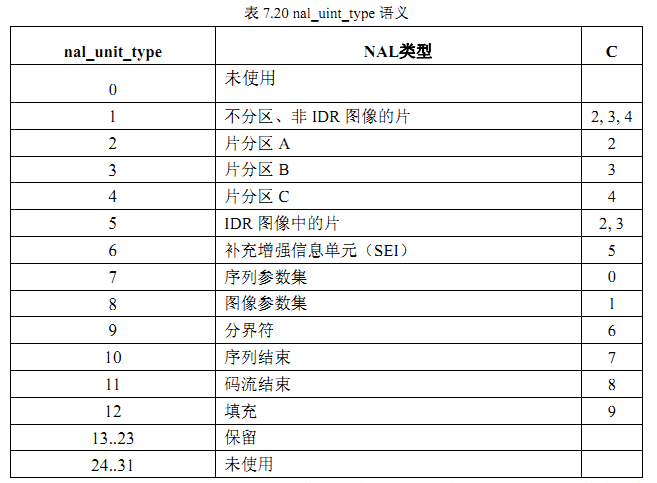 表 7.20 nal_uint_type 语义
nal_unit_type NAL类型 C
0 未使用
1 不分区、非 IDR 图像的片 2, 3, 4
2 片分区 A 2
3 片分区 B 3
4 片分区 C 4
5 IDR 图像中的片 2, 3
6 补充增强信息单元（SEI） 5
7 序列参数集 0
8 图像参数集 1
9 分界符 6
10 序列结束 7
11 码流结束 8
12 填充 9
13..23 保留
24..31 未使用